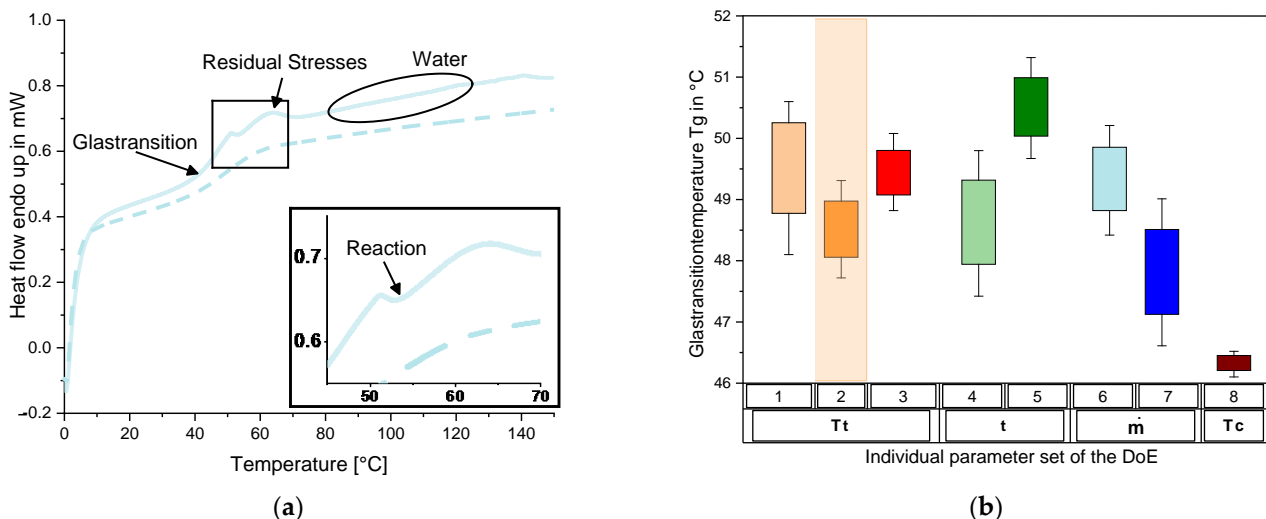 Residual Stresses
Water
Glastransition
Reaction
Heat flow endo up in mW
1.0
0.8
0.6
0.4
0.2
0.0
-0.2
0.7
0.6
50 60 70
0 20 40 60 80 100 120 140
Temperature [°C]
(a)
Glastransitiontemperature Tg in °C
52
51
50
49
48
47
46
1 2 3 4 5 6 7 8
Tt t ṁ Tc
Individual parameter set of the DoE
(b)